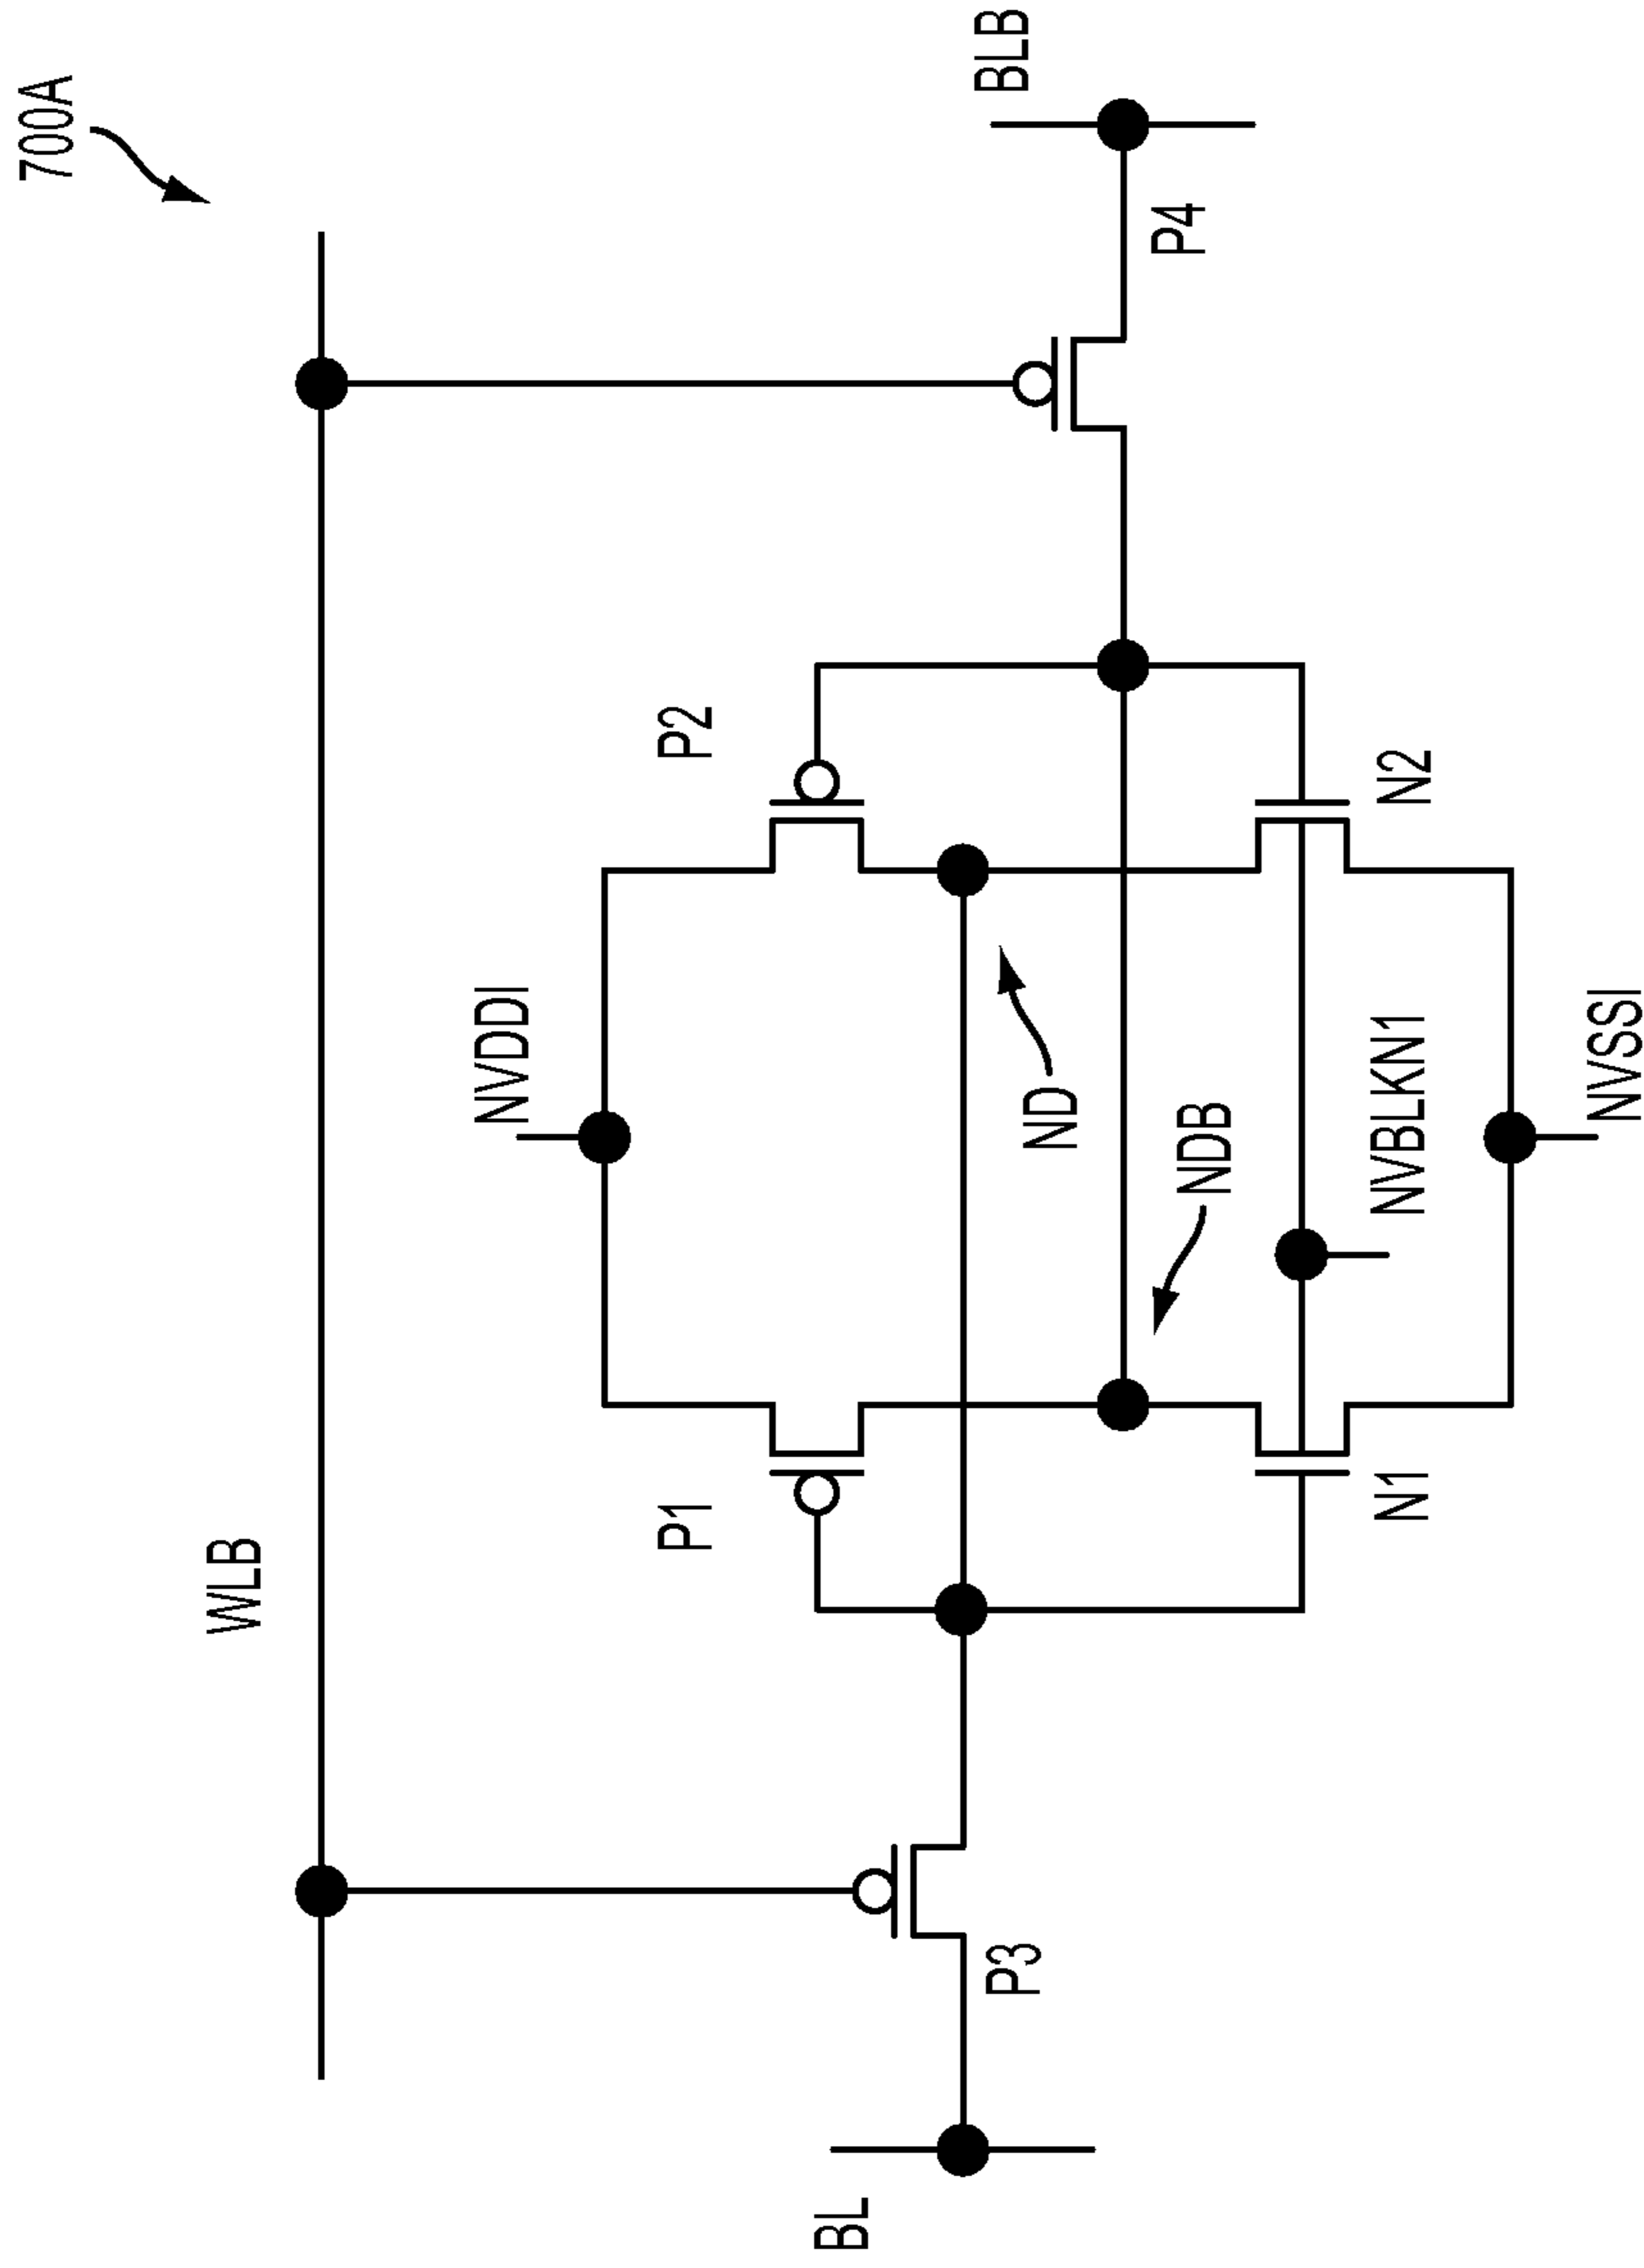 700A
WLB
NVDDI
P1
P2
BL
P3
ND
BLB
NDB
P4
N1
NVBLKN1
N2
NVSSI